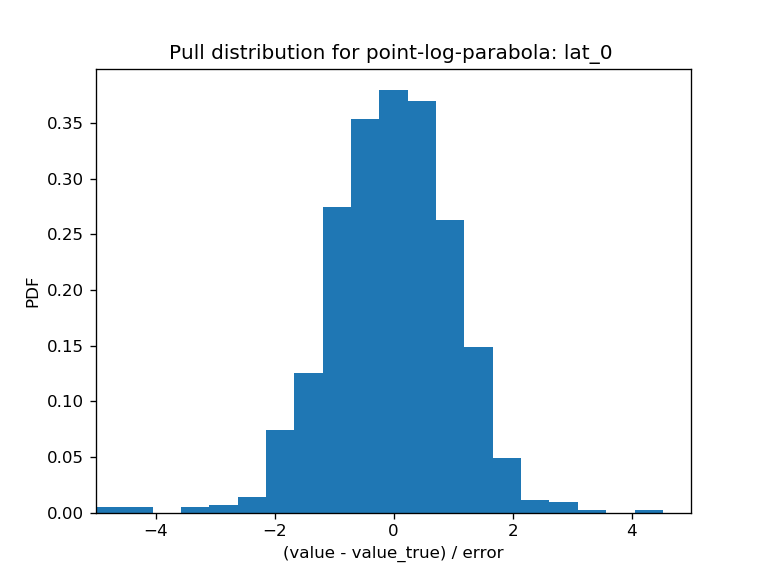 Pull distribution for point-log-parabola: lat_0
0.35
0.30
0.25
0.20
0.15
0.10
0.05
0.00
PDF
−4 −2 0 2 4
(value - value_true) / error